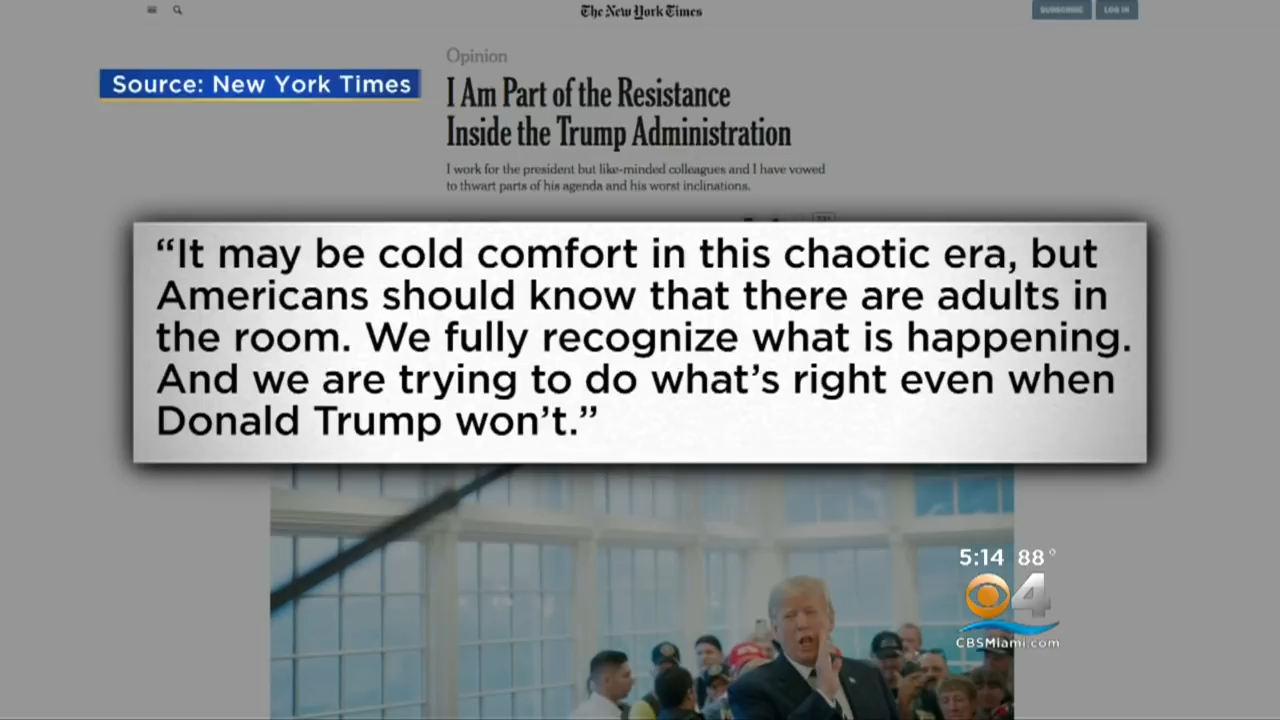 The New York Times
SUBSCRIBE
LOG IN
Opinion
Source: New York Times
I Am Part of the Resistance
Inside the Trump Administration
I work for the president but like-minded colleagues and I have vowed
to thwart parts of his agenda and his worst inclinations.
“It may be cold comfort in this chaotic era, but
Americans should know that there are adults in
the room. We fully recognize what is happening.
And we are trying to do what’s right even when
Donald Trump won’t.”
5:14 88°
4
CBSMiami.com